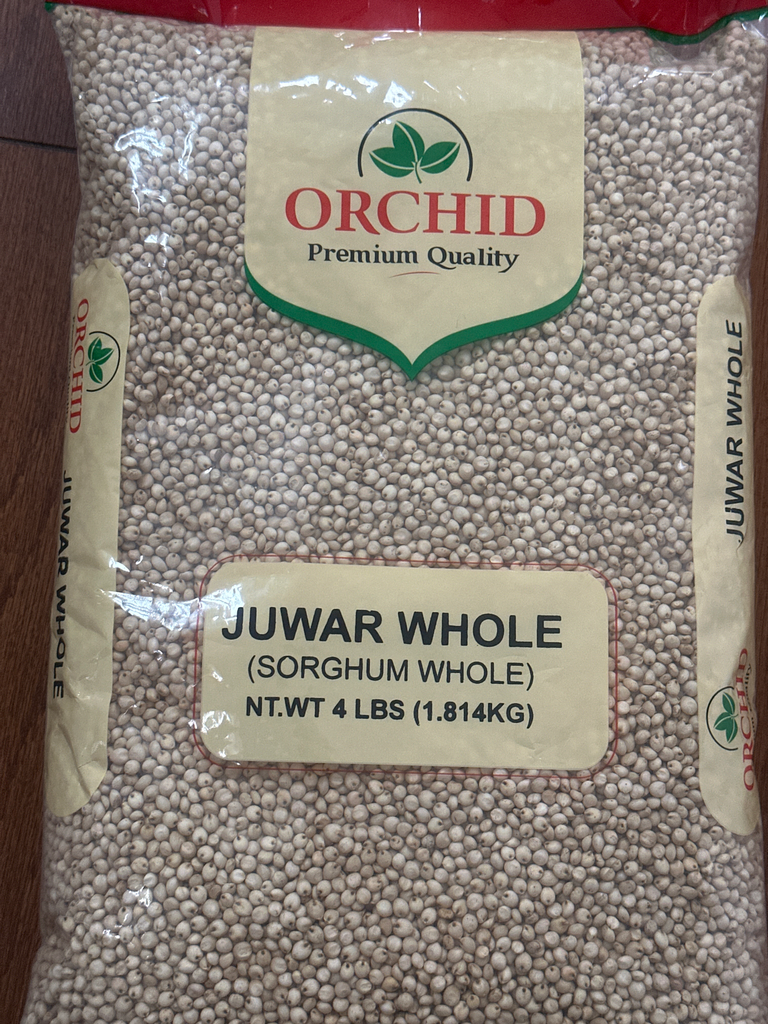 ORCHID
Premium Quality
ORCHID
JUWAR WHOLE
JUWAR WHOLE
ORCHID
JUWAR WHOLE
(SORGHUM WHOLE)
NT.WT 4 LBS (1.814KG)